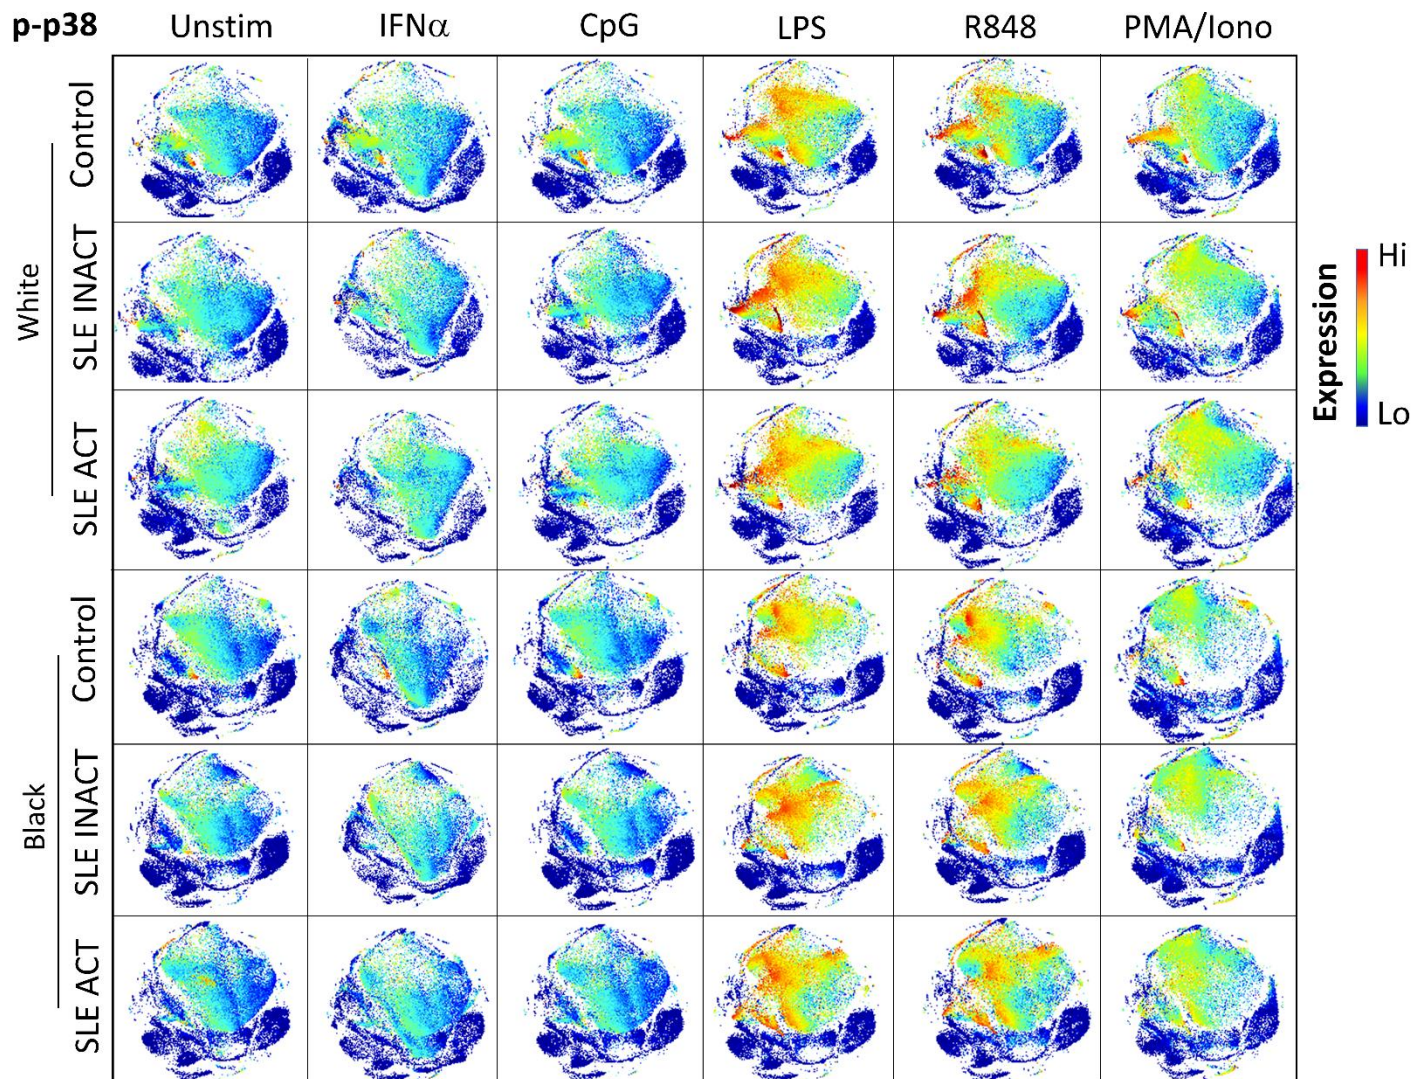 p-p38 Unstim IFNα CpG LPS R848 PMA/Iono
White
Control
SLE INACT
SLE ACT
Black
Control
SLE INACT
SLE ACT
Expression
Hi
Lo